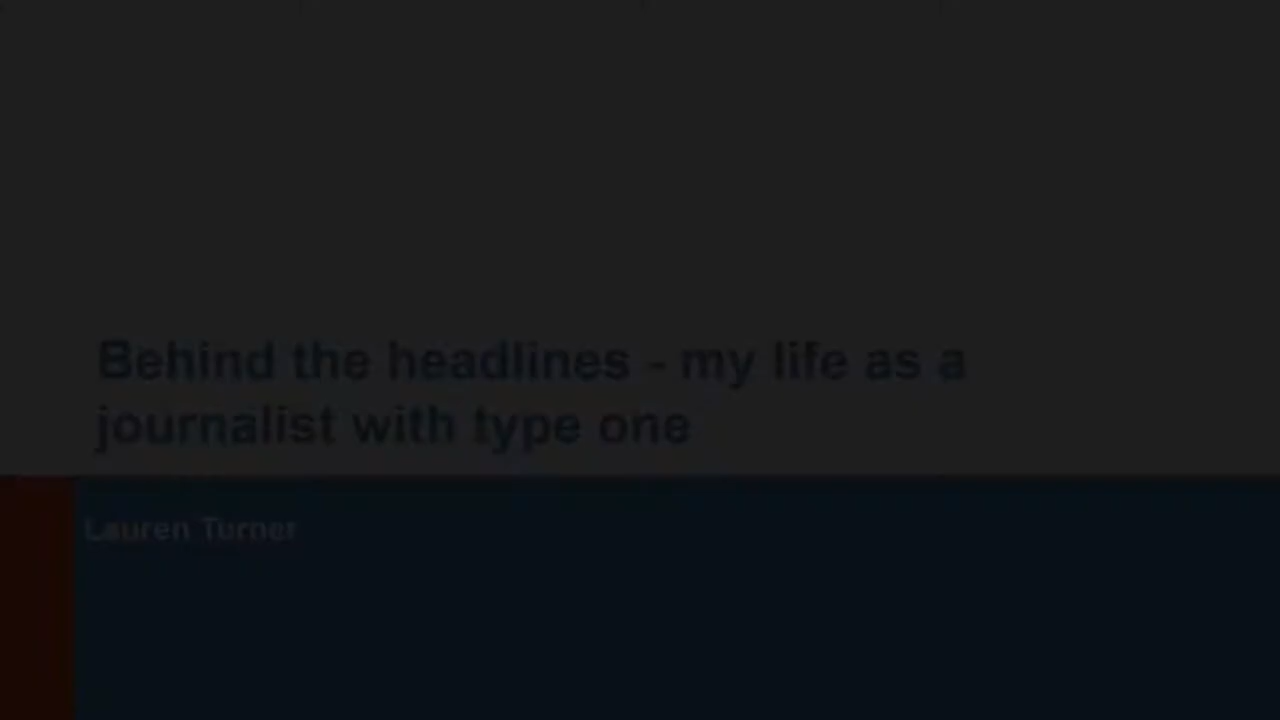 Behind the headlines - my life as a
journalist with type one
Lauren Turner